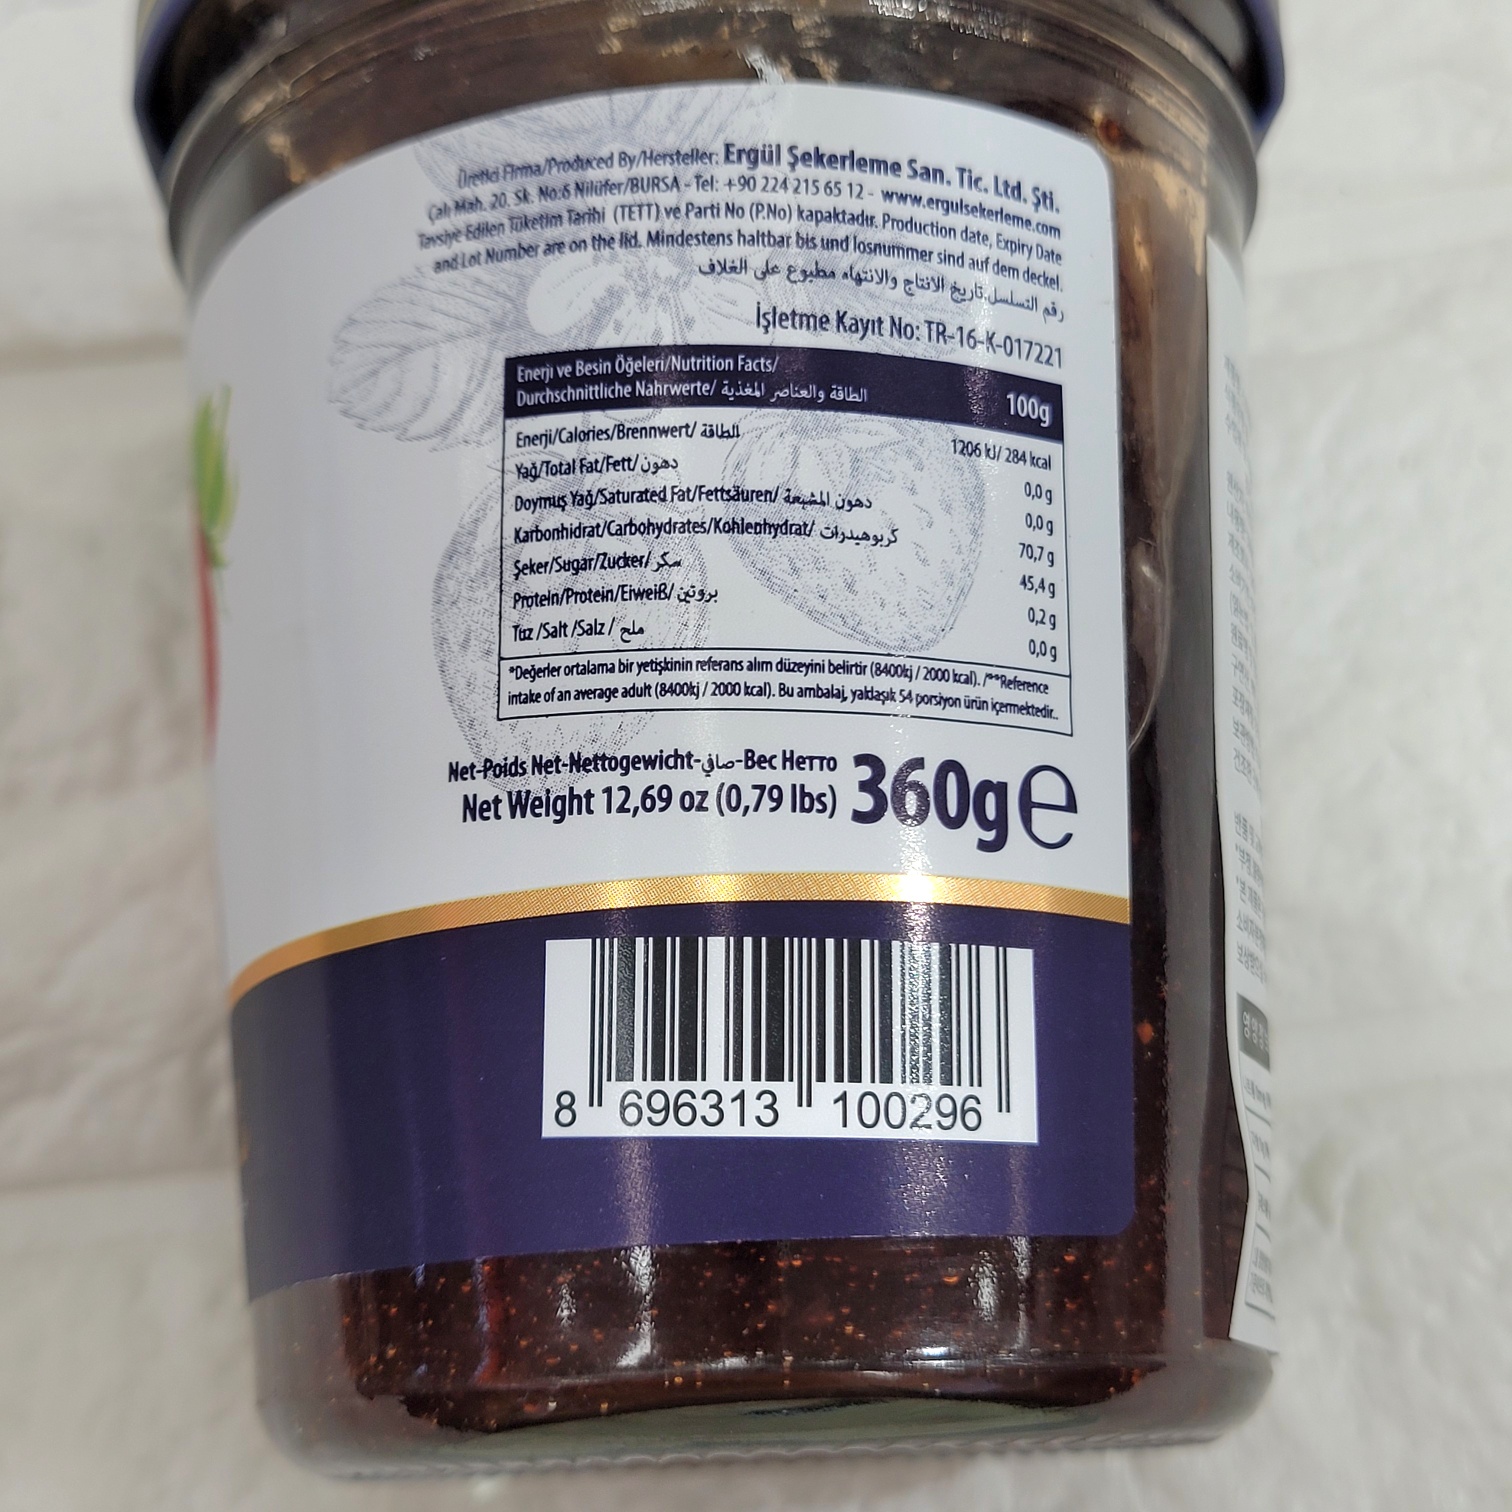 Üretici Firma/Produced By/Hersteller: Ergül Şekerleme San. Tic. Ltd. Şti.
Çalı Mah. 20. Sk. No:6 Nilüfer/BURSA - Tel: +90 224 215 65 12 - www.ergulsekerleme.com
Tavsiye Edilen Tüketim Tarihi (TETT) ve Parti No (P.No) kapaktadır. Production date, Expiry Date
and Lot Number are on the lid. Mindestens haltbar bis und losnummer sind auf dem deckel.
رقم التسلسل,تاريخ الانتاج والانتهاء مطبوع على الغلاف
İşletme Kayıt No: TR-16-K-017221
Enerji ve Besin Öğeleri/Nutrition Facts/
Durchschnittliche Nahrwerte/ الطاقة والعناصر المغذية 100g
Enerji/Calories/Brennwert/ الطاقة 1206 kJ/ 284 kcal
Yağ/Total Fat/Fett/ دهون 0,0 g
Doymuş Yağ/Saturated Fat/Fettsäuren/ دهون المشبعة 0,0 g
Karbonhidrat/Carbohydrates/Kohlenhydrat/ كربوهيدرات 70,7 g
Şeker/Sugar/Zucker/ سكر 45,4 g
Protein/Protein/Eiweiß/ بروتين 0,2 g
Tuz /Salt /Salz / ملح 0,0 g
*Değerler ortalama bir yetişkinin referans alım düzeyini belirtir (8400kj / 2000 kcal). /**Reference
intake of an average adult (8400kj / 2000 kcal). Bu ambalaj, yaklaşık 54 porsiyon ürün içermektedir..
Net-Poids Net-Nettogewicht-صافي-Вес Нетто
Net Weight 12,69 oz (0,79 lbs) 360g e
8 696313 100296